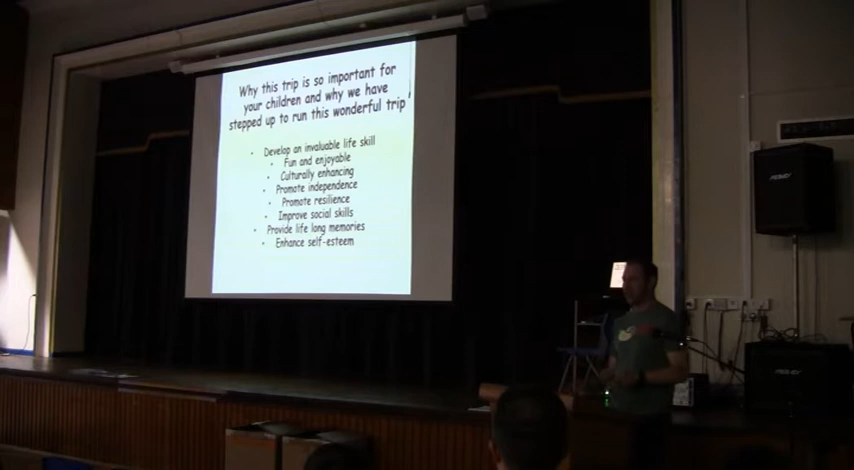 Why this trip is so important for
your children and why we have
stepped up to run this wonderful trip
• Develop an invaluable life skill
• Fun and enjoyable
• Culturally enhancing
• Promote independence
• Promote resilience
• Improve social skills
• Provide life long memories
• Enhance self-esteem
PEAVEY
PEAVEY